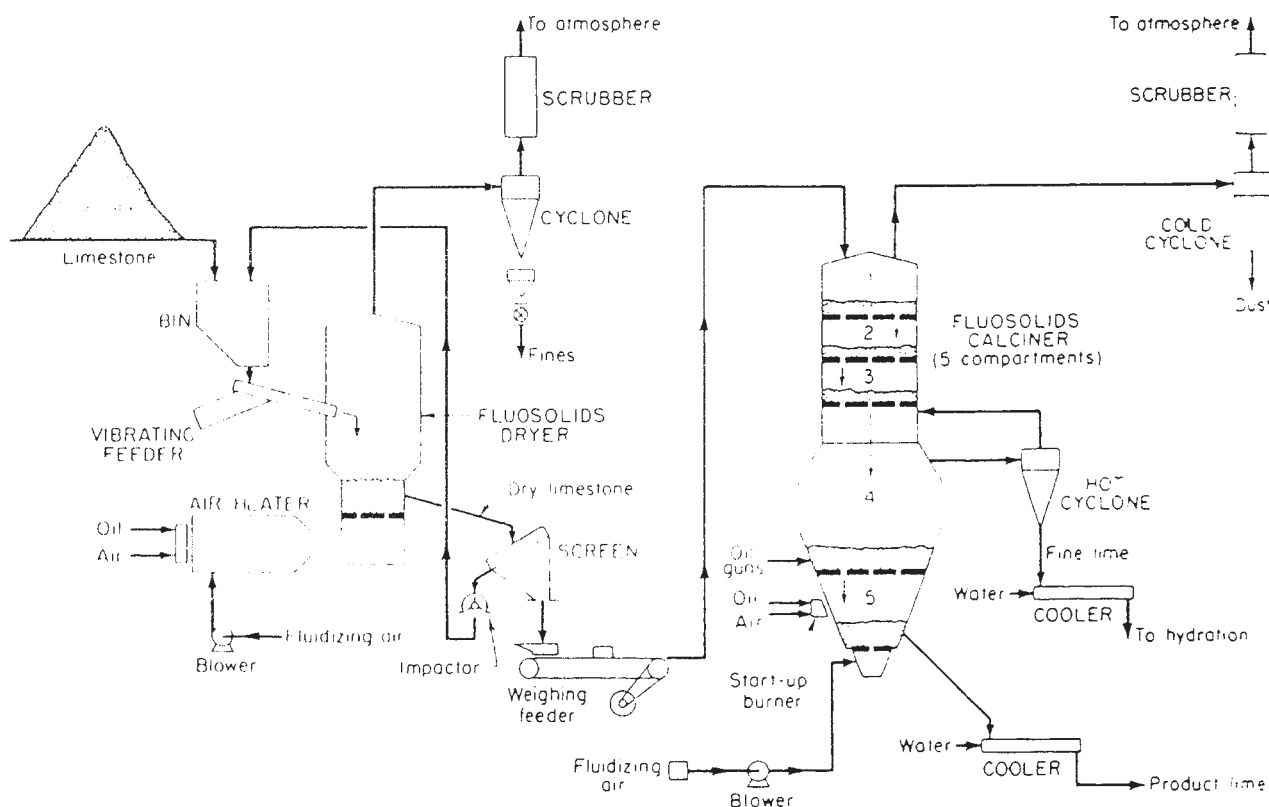 To atmosphere
SCRUBBER
CYCLONE
Fines
Limestone
BIN
VIBRATING
FEEDER
FLUOSOLIDS
DRYER
AIR HEATER
Oil
Air
Fluidizing air
Blower
Dry limestone
SCREEN
Impactor
Weighing
feeder
To atmosphere
SCRUBBER
COLD
CYCLONE
Dust
FLUOSOLIDS
CALCINER
(5 compartments)
1
2
3
4
5
HOT
CYCLONE
Fine lime
Water
COOLER
To hydration
Oil
guns
Oil
Air
Start-up
burner
Fluidizing
air
Blower
Water
COOLER
Product lime